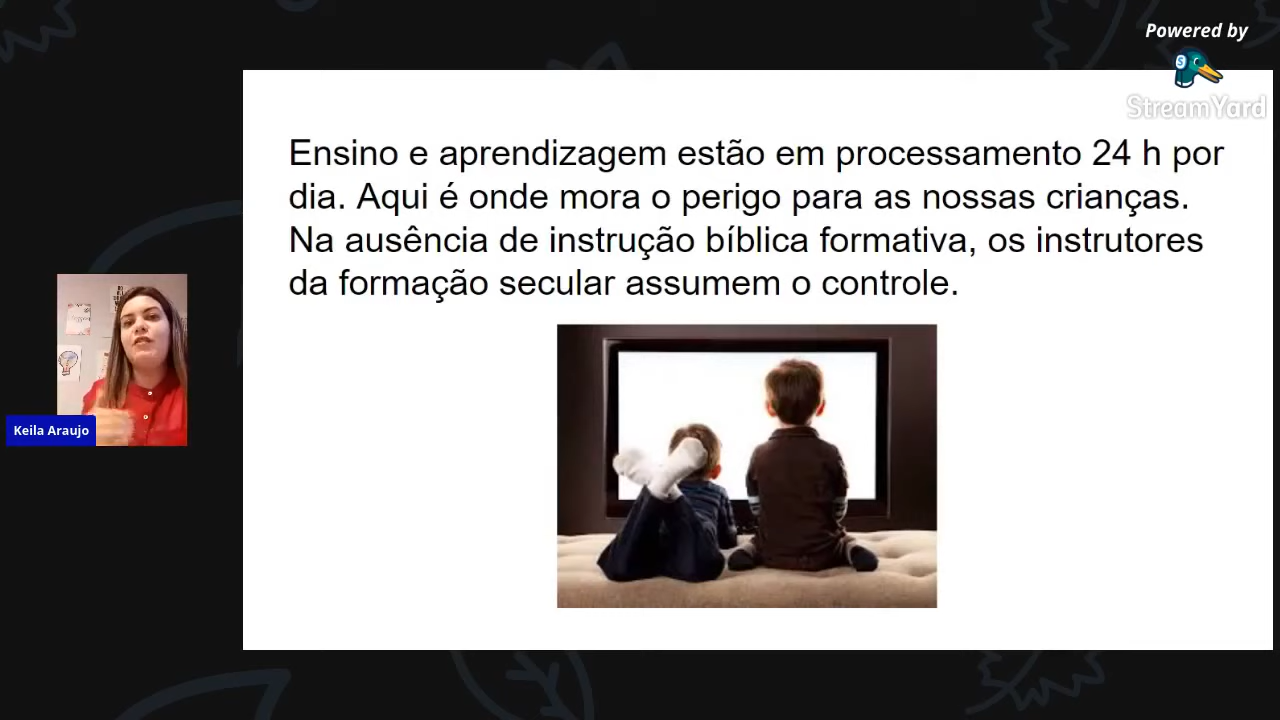 Powered by
StreamYard
Ensino e aprendizagem estão em processamento 24 h por
dia. Aqui é onde mora o perigo para as nossas crianças.
Na ausência de instrução bíblica formativa, os instrutores
da formação secular assumem o controle.
Keila Araujo